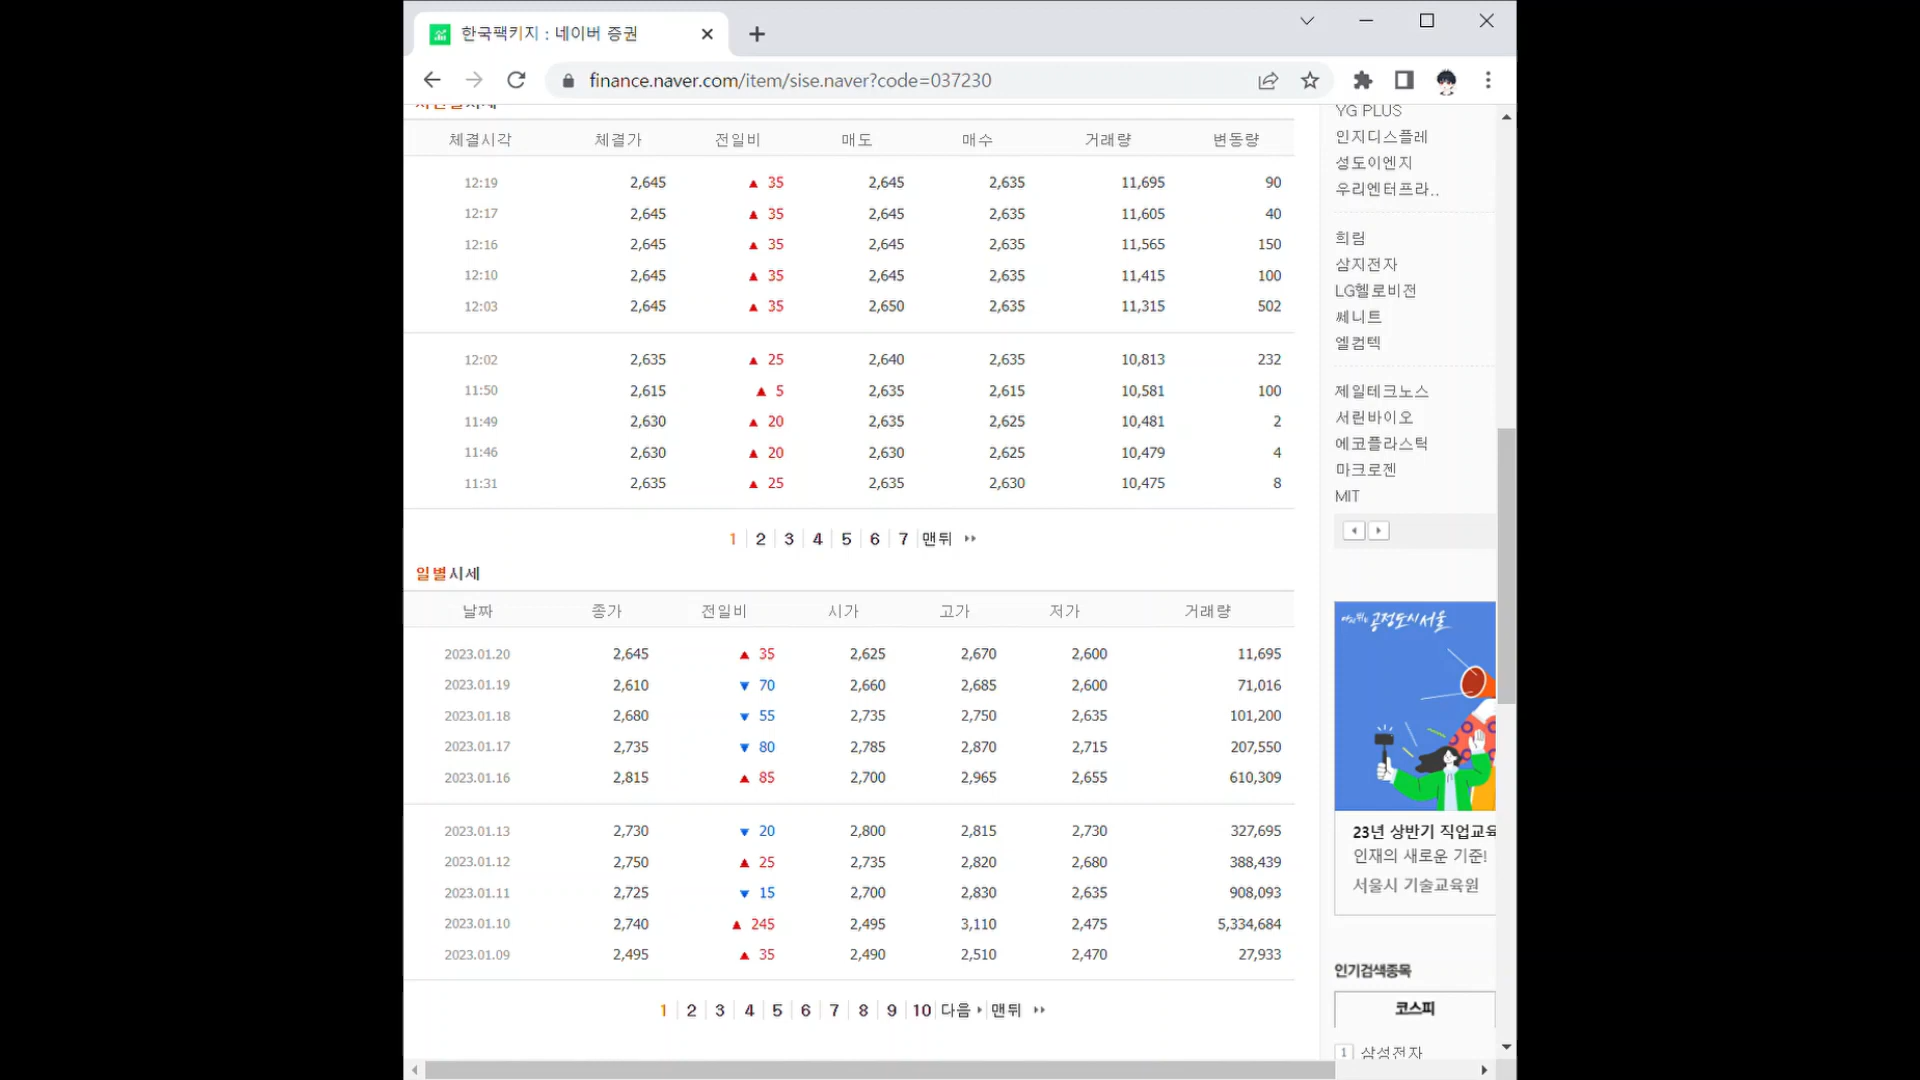 한국팩키지 : 네이버 증권
finance.naver.com/item/sise.naver?code=037230
시간별시세
체결시각 체결가 전일비 매도 매수 거래량 변동량
12:19 2,645 ▲ 35 2,645 2,635 11,695 90
12:17 2,645 ▲ 35 2,645 2,635 11,605 40
12:16 2,645 ▲ 35 2,645 2,635 11,565 150
12:10 2,645 ▲ 35 2,645 2,635 11,415 100
12:03 2,645 ▲ 35 2,650 2,635 11,315 502
12:02 2,635 ▲ 25 2,640 2,635 10,813 232
11:50 2,615 ▲ 5 2,635 2,615 10,581 100
11:49 2,630 ▲ 20 2,635 2,625 10,481 2
11:46 2,630 ▲ 20 2,630 2,625 10,479 4
11:31 2,635 ▲ 25 2,635 2,630 10,475 8
1 2 3 4 5 6 7 맨뒤
일별시세
날짜 종가 전일비 시가 고가 저가 거래량
2023.01.20 2,645 ▲ 35 2,625 2,670 2,600 11,695
2023.01.19 2,610 ▼ 70 2,660 2,685 2,600 71,016
2023.01.18 2,680 ▼ 55 2,735 2,750 2,635 101,200
2023.01.17 2,735 ▼ 80 2,785 2,870 2,715 207,550
2023.01.16 2,815 ▲ 85 2,700 2,965 2,655 610,309
2023.01.13 2,730 ▼ 20 2,800 2,815 2,730 327,695
2023.01.12 2,750 ▲ 25 2,735 2,820 2,680 388,439
2023.01.11 2,725 ▼ 15 2,700 2,830 2,635 908,093
2023.01.10 2,740 ▲ 245 2,495 3,110 2,475 5,334,684
2023.01.09 2,495 ▲ 35 2,490 2,510 2,470 27,933
1 2 3 4 5 6 7 8 9 10 다음 맨뒤
YG PLUS
인지디스플레
성도이엔지
우리엔터프라..
희림
삼지전자
LG헬로비전
쎄니트
엘컴텍
제일테크노스
서린바이오
에코플라스틱
마크로젠
MIT
공정도시서울
23년 상반기 직업교육
인재의 새로운 기준!
서울시 기술교육원
인기검색종목
코스피
1 삼성전자